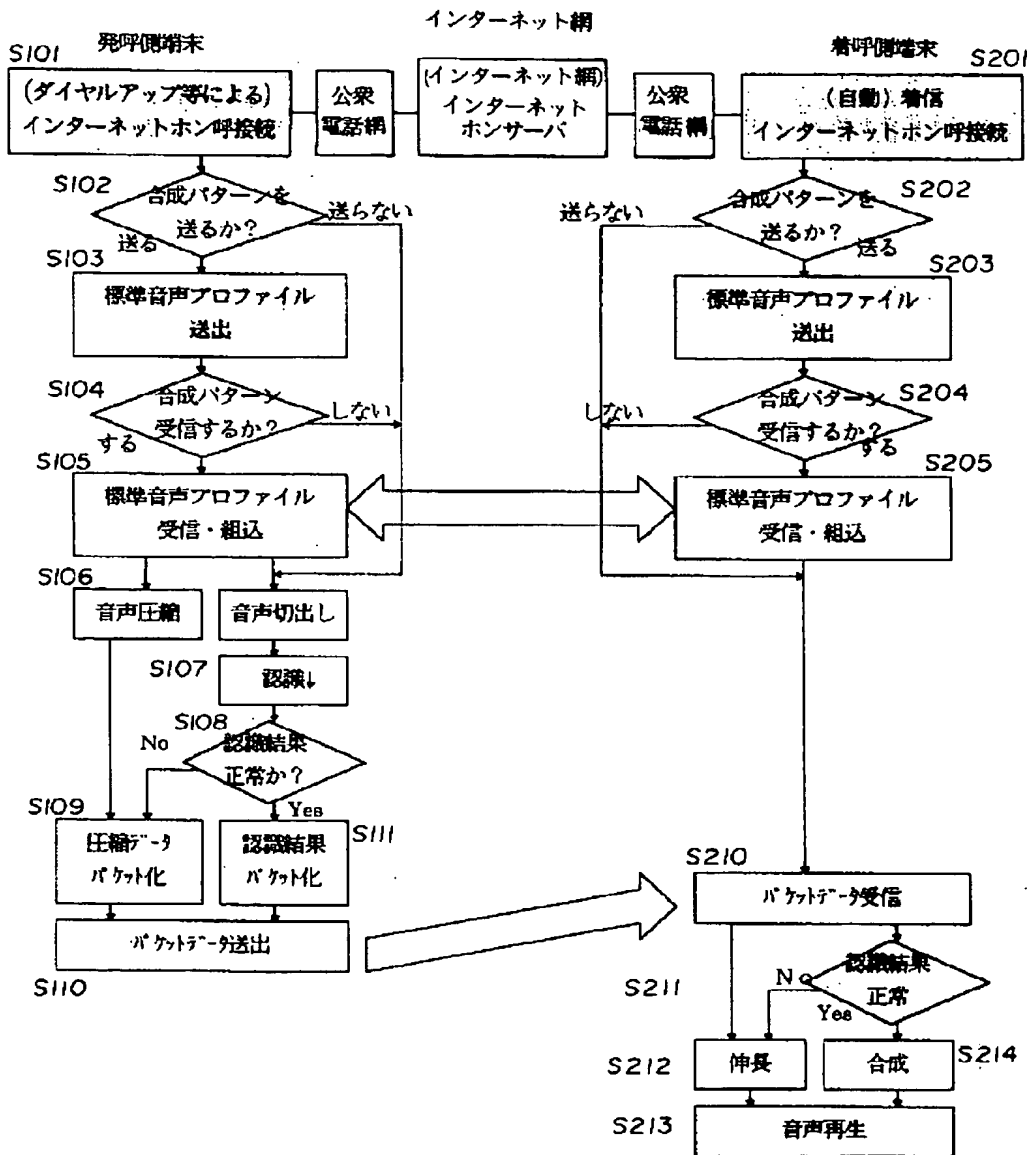 インターネット網
発呼側端末
着呼側端末
S101
S201
(ダイヤルアップ等による)
インターネットホン呼接続
公衆
電話網
(インターネット網)
インターネット
ホンサーバ
公衆
電話網
(自動) 着信
インターネットホン呼接続
S102
合成パターンを
送るか?
送らない
送る
S202
合成パターンを
送るか?
送らない
送る
S103
標準音声プロファイル
送出
S203
標準音声プロファイル
送出
S104
合成パターン
受信するか?
しない
する
S204
合成パターン
受信するか?
しない
する
S105
標準音声プロファイル
受信・組込
S205
標準音声プロファイル
受信・組込
S106
音声圧縮
音声切出し
S107
認識↓
S108
認識結果
正常か?
No
Yes
S109
圧縮データ
パケット化
S111
認識結果
パケット化
パケットデータ送出
S110
S210
パケットデータ受信
S211
認識結果
正常
No
Yes
S212
伸長
合成
S214
S213
音声再生